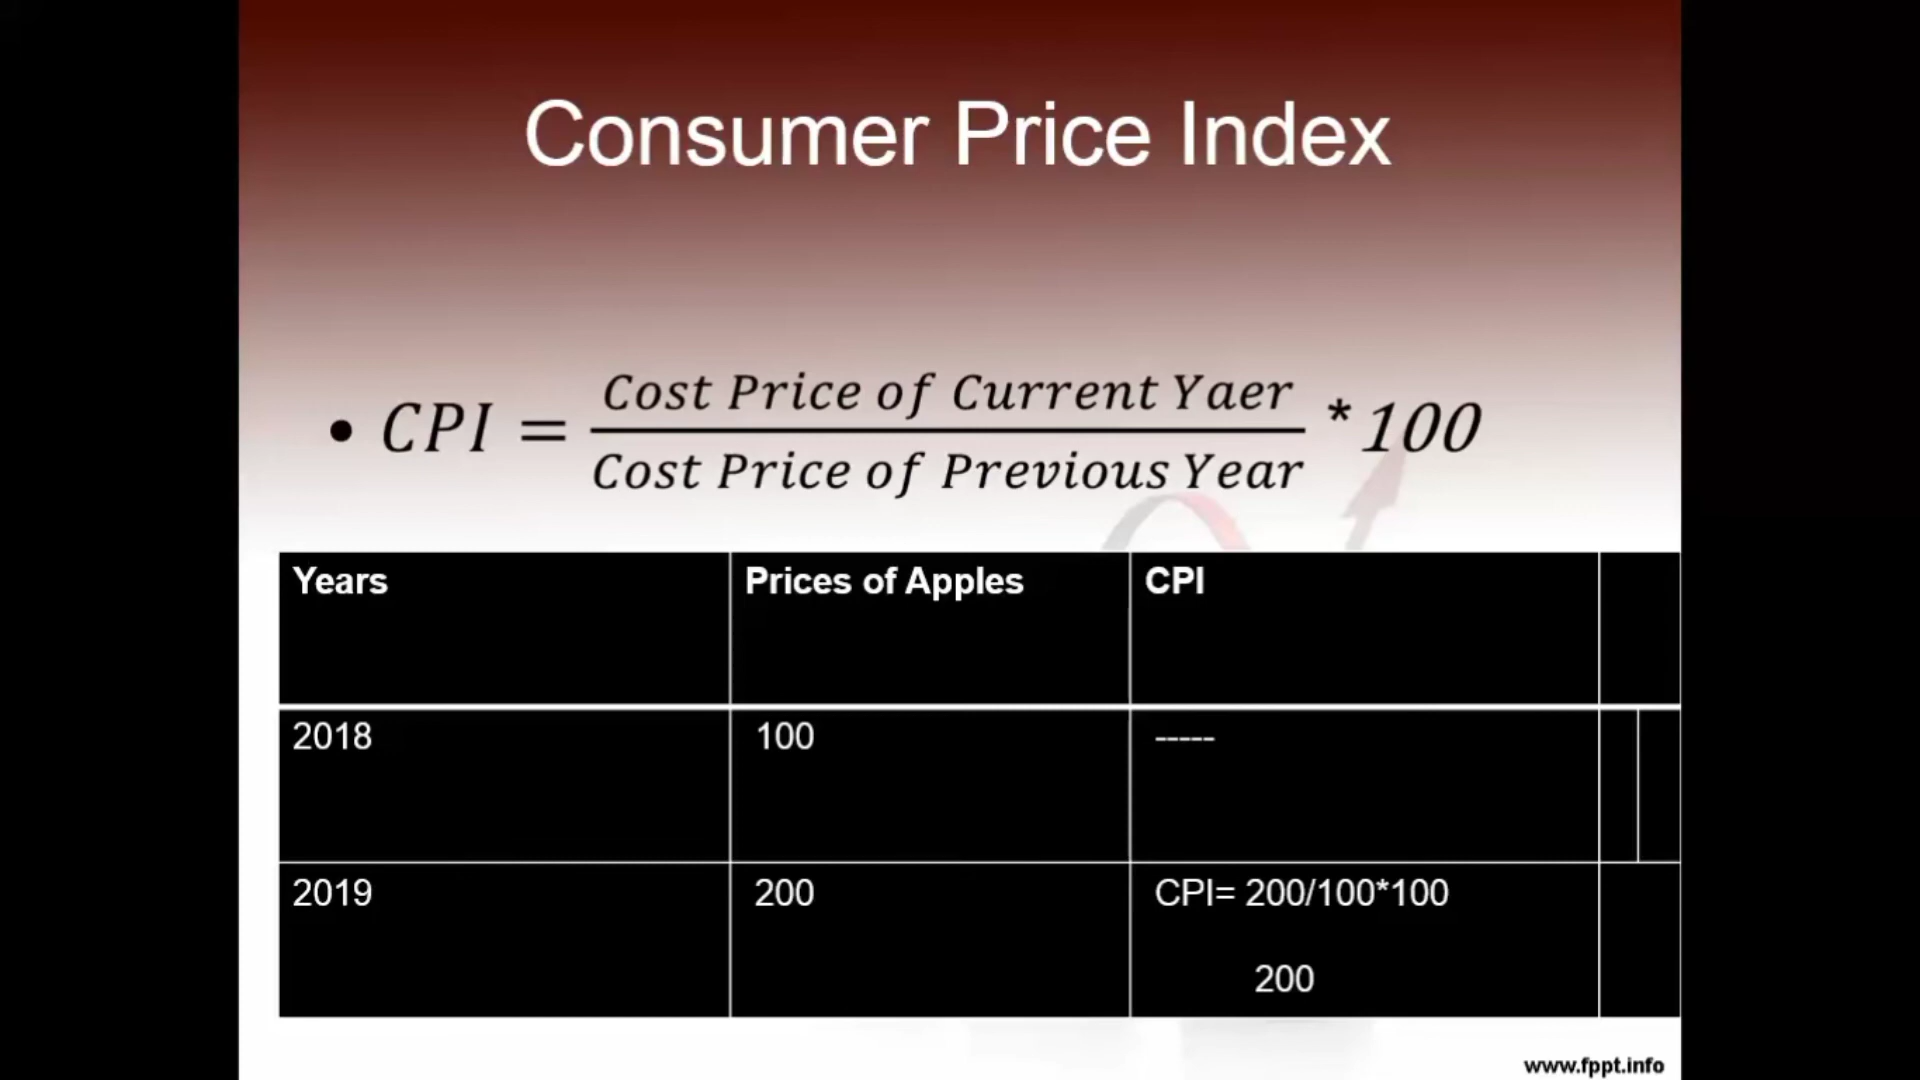 Consumer Price Index
• CPI = Cost Price of Current Yaer / Cost Price of Previous Year * 100
Years Prices of Apples CPI
2018 100 -----
2019 200 CPI= 200/100*100
200
www.fppt.info